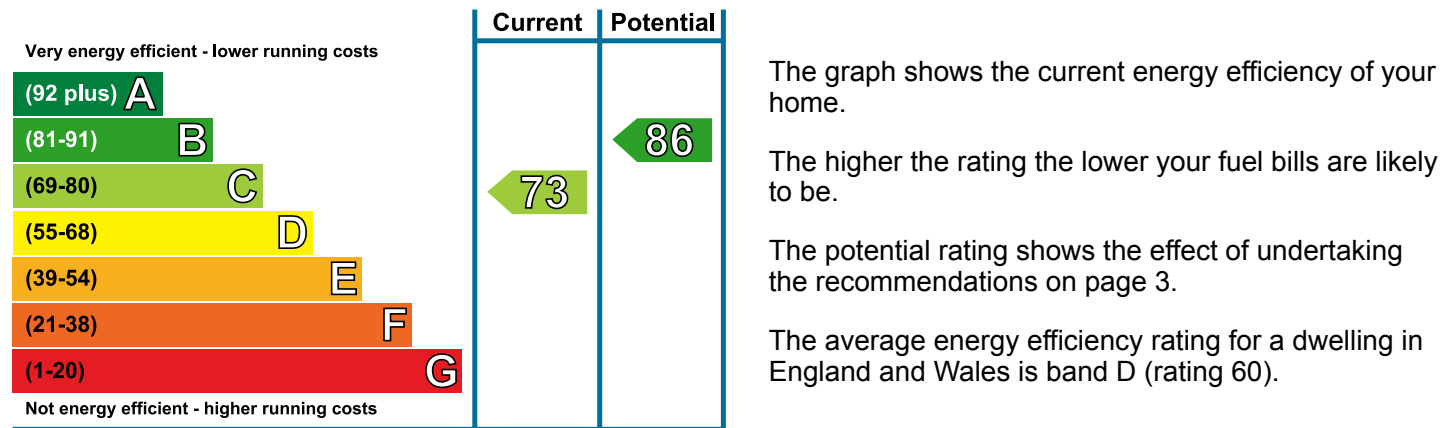 Current Potential
Very energy efficient - lower running costs
(92 plus) A
(81-91) B
86
(69-80) C
73
(55-68) D
(39-54) E
(21-38) F
(1-20) G
Not energy efficient - higher running costs
The graph shows the current energy efficiency of your
home.
The higher the rating the lower your fuel bills are likely
to be.
The potential rating shows the effect of undertaking
the recommendations on page 3.
The average energy efficiency rating for a dwelling in
England and Wales is band D (rating 60).